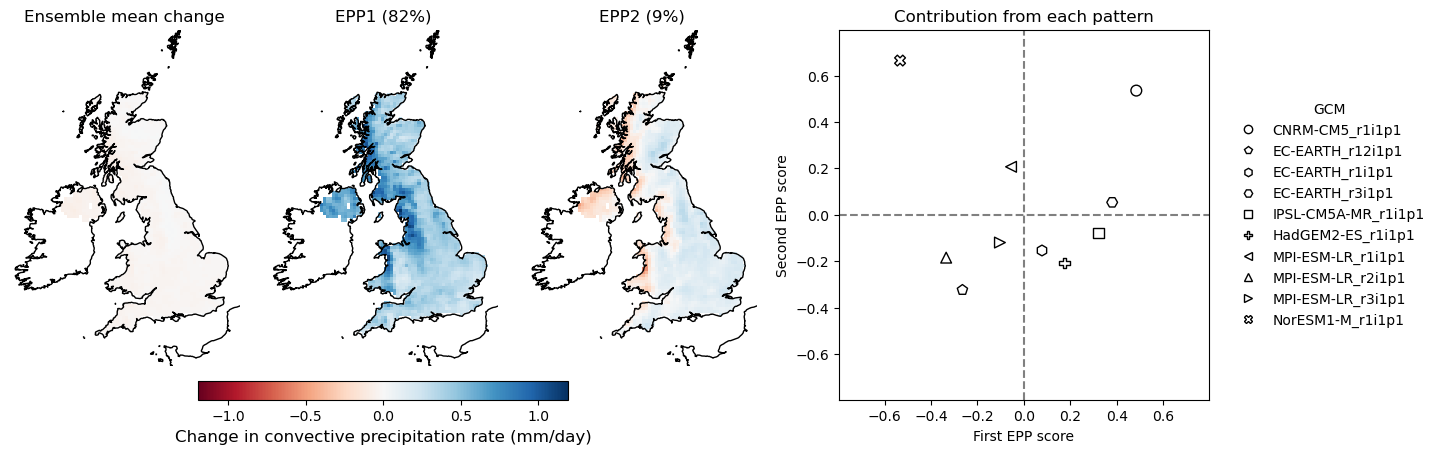 Ensemble mean change
EPP1 (82%)
EPP2 (9%)
−1.0 −0.5 0.0 0.5 1.0
Change in convective precipitation rate (mm/day)
Contribution from each pattern
Second EPP score
0.6
0.4
0.2
0.0
−0.2
−0.4
−0.6
−0.6 −0.4 −0.2 0.0 0.2 0.4 0.6
First EPP score
GCM
CNRM-CM5_r1i1p1
EC-EARTH_r12i1p1
EC-EARTH_r1i1p1
EC-EARTH_r3i1p1
IPSL-CM5A-MR_r1i1p1
HadGEM2-ES_r1i1p1
MPI-ESM-LR_r1i1p1
MPI-ESM-LR_r2i1p1
MPI-ESM-LR_r3i1p1
NorESM1-M_r1i1p1